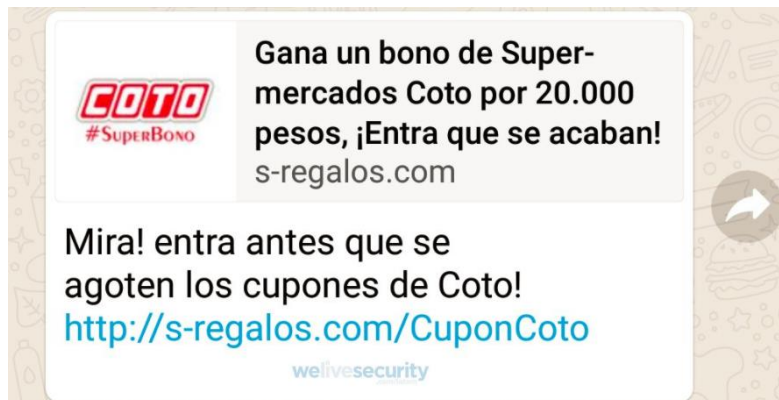 COTO
#SuperBono
Gana un bono de Super-
mercados Coto por 20.000
pesos, ¡Entra que se acaban!
s-regalos.com
Mira! entra antes que se
agoten los cupones de Coto!
http://s-regalos.com/CuponCoto
welivesecurity